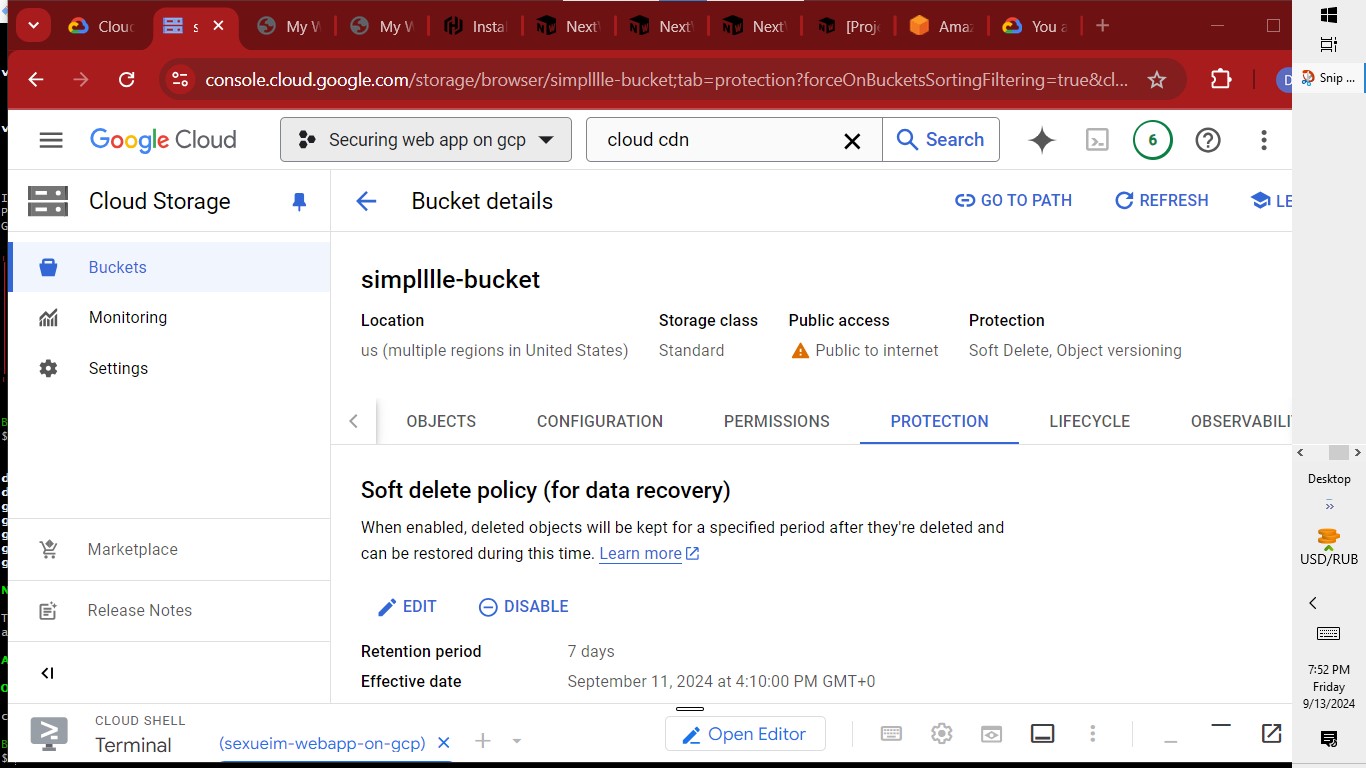 Clouc
s
My W
My W
Instal
Next
Next
Next
[Proj
Amaz
You a
console.cloud.google.com/storage/browser/simplllle-bucket;tab=protection?forceOnBucketsSortingFiltering=true&cl...
D
Snip ...
Google Cloud
Securing web app on gcp
cloud cdn
Search
6
Cloud Storage
Bucket details
GO TO PATH
REFRESH
LE
Buckets
Monitoring
Settings
Marketplace
Release Notes
simplllle-bucket
Location
Storage class
Public access
Protection
us (multiple regions in United States)
Standard
Public to internet
Soft Delete, Object versioning
OBJECTS
CONFIGURATION
PERMISSIONS
PROTECTION
LIFECYCLE
OBSERVABILI
Soft delete policy (for data recovery)
When enabled, deleted objects will be kept for a specified period after they're deleted and
can be restored during this time. Learn more
EDIT
DISABLE
Retention period
7 days
Effective date
September 11, 2024 at 4:10:00 PM GMT+0
CLOUD SHELL
Terminal
(sexueim-webapp-on-gcp)
Open Editor
Desktop
USD/RUB
7:52 PM
Friday
9/13/2024